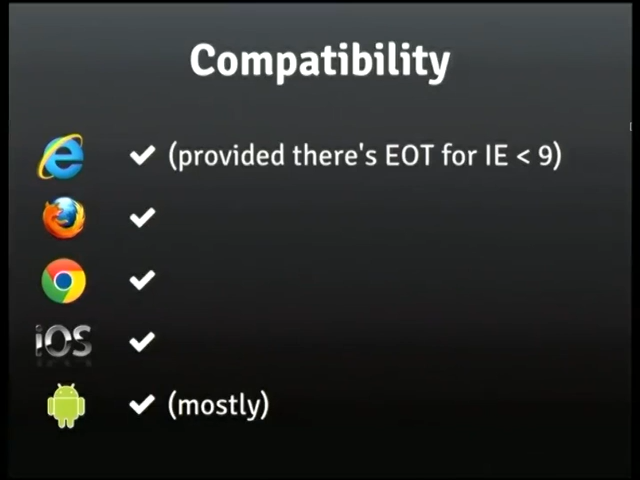 Compatibility
✔ (provided there's EOT for IE < 9)
✔
✔
iOS ✔
✔ (mostly)